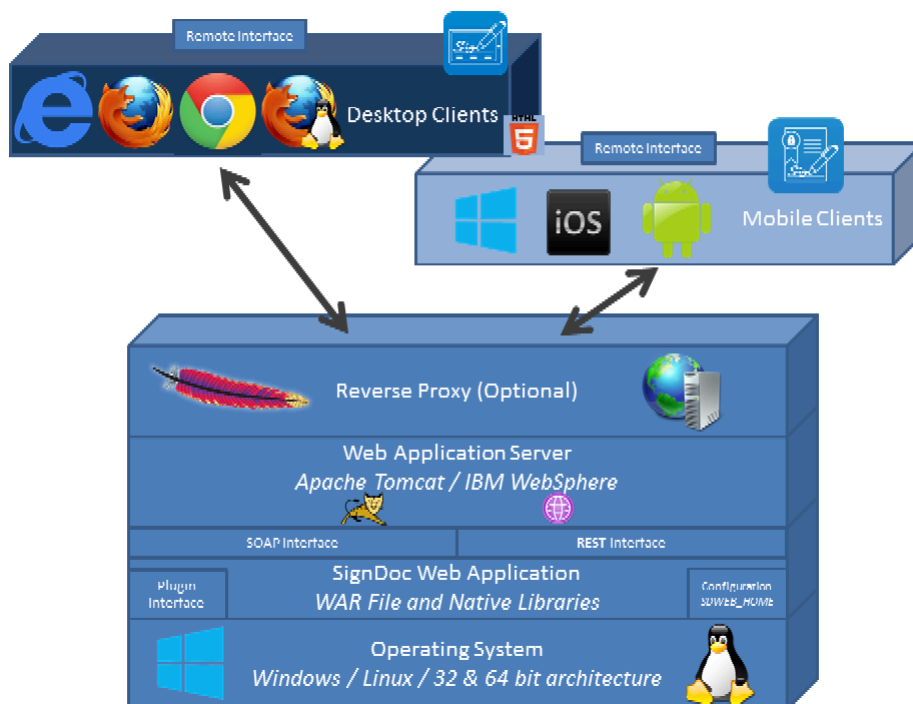 Remote Interface
Sign
Desktop Clients
HTML
5
Remote Interface
iOS
Mobile Clients
Reverse Proxy (Optional)
Web Application Server
Apache Tomcat / IBM WebSphere
SOAP Interface
REST Interface
SignDoc Web Application
WAR File and Native Libraries
Plugin
Interface
Configuration
SDWEB_HOME
Operating System
Windows / Linux / 32 & 64 bit architecture